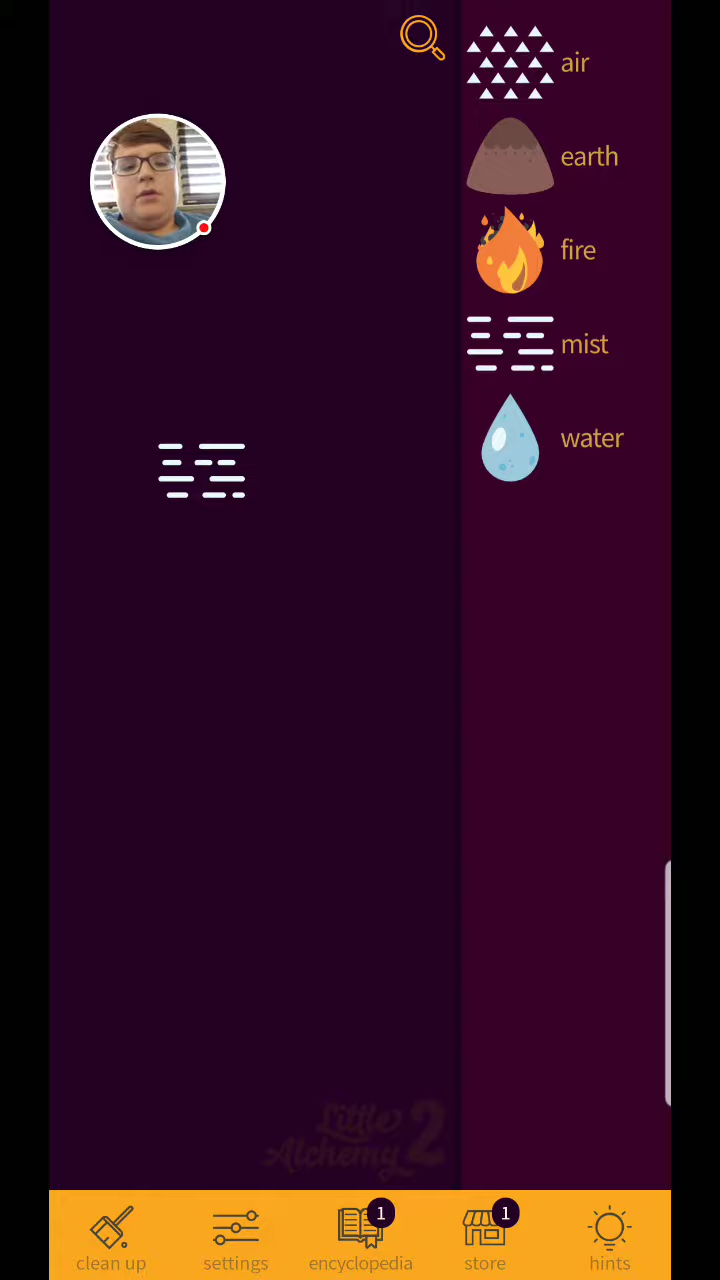 air
earth
fire
mist
water
Little
Alchemy 2
clean up
settings
1
encyclopedia
1
store
hints